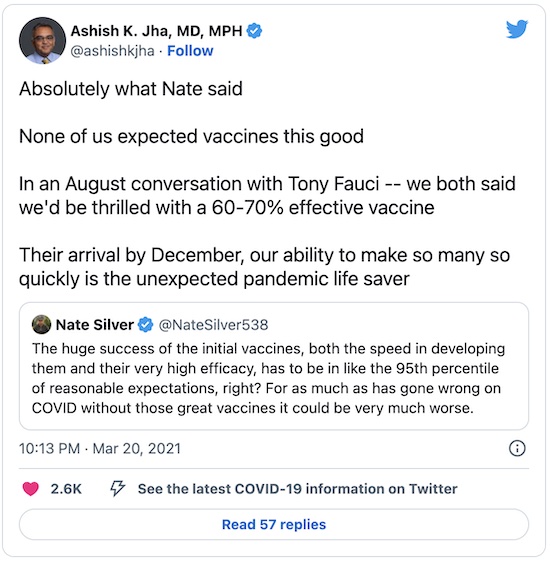 Ashish K. Jha, MD, MPH
@ashishkjha · Follow
Absolutely what Nate said
None of us expected vaccines this good
In an August conversation with Tony Fauci -- we both said
we'd be thrilled with a 60-70% effective vaccine
Their arrival by December, our ability to make so many so
quickly is the unexpected pandemic life saver
Nate Silver @NateSilver538
The huge success of the initial vaccines, both the speed in developing
them and their very high efficacy, has to be in like the 95th percentile
of reasonable expectations, right? For as much as has gone wrong on
COVID without those great vaccines it could be very much worse.
10:13 PM · Mar 20, 2021
2.6K See the latest COVID-19 information on Twitter
Read 57 replies